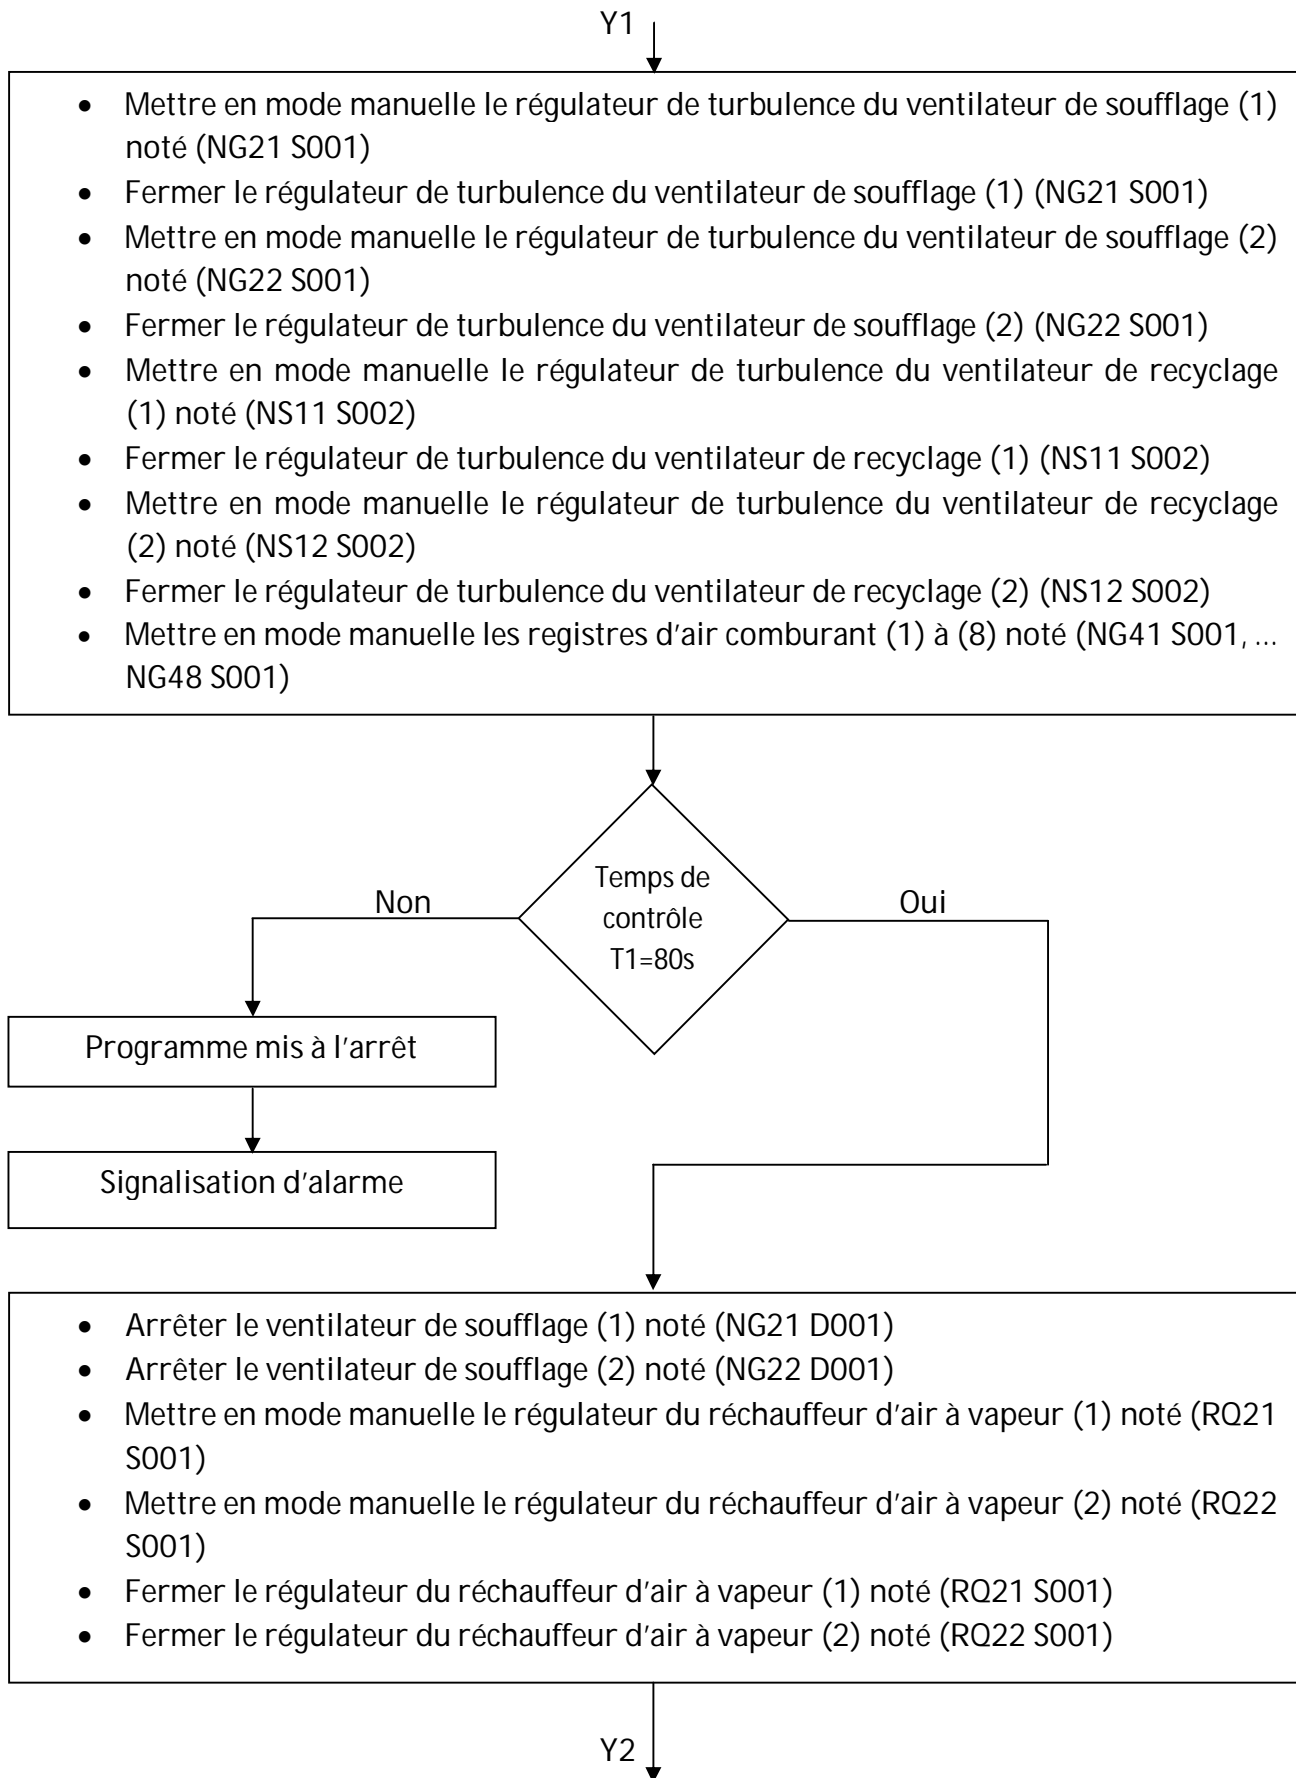 Y1
• Mettre en mode manuelle le régulateur de turbulence du ventilateur de soufflage (1)
noté (NG21 S001)
• Fermer le régulateur de turbulence du ventilateur de soufflage (1) (NG21 S001)
• Mettre en mode manuelle le régulateur de turbulence du ventilateur de soufflage (2)
noté (NG22 S001)
• Fermer le régulateur de turbulence du ventilateur de soufflage (2) (NG22 S001)
• Mettre en mode manuelle le régulateur de turbulence du ventilateur de recyclage
(1) noté (NS11 S002)
• Fermer le régulateur de turbulence du ventilateur de recyclage (1) (NS11 S002)
• Mettre en mode manuelle le régulateur de turbulence du ventilateur de recyclage
(2) noté (NS12 S002)
• Fermer le régulateur de turbulence du ventilateur de recyclage (2) (NS12 S002)
• Mettre en mode manuelle les registres d'air comburant (1) à (8) noté (NG41 S001, ...
NG48 S001)
Temps de
contrôle
T1=80s
Non
Oui
Programme mis à l'arrêt
Signalisation d'alarme
• Arrêter le ventilateur de soufflage (1) noté (NG21 D001)
• Arrêter le ventilateur de soufflage (2) noté (NG22 D001)
• Mettre en mode manuelle le régulateur du réchauffeur d'air à vapeur (1) noté (RQ21
S001)
• Mettre en mode manuelle le régulateur du réchauffeur d'air à vapeur (2) noté (RQ22
S001)
• Fermer le régulateur du réchauffeur d'air à vapeur (1) noté (RQ21 S001)
• Fermer le régulateur du réchauffeur d'air à vapeur (2) noté (RQ22 S001)
Y2